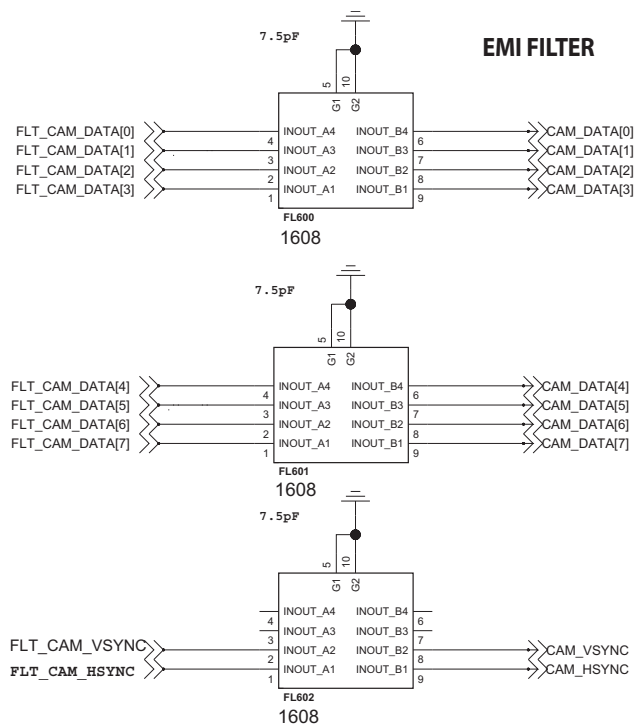 7.5pF
EMI FILTER
5 10
G1 G2
FLT_CAM_DATA[0] INOUT_A4 INOUT_B4 CAM_DATA[0]
4 6
FLT_CAM_DATA[1] INOUT_A3 INOUT_B3 CAM_DATA[1]
3 7
FLT_CAM_DATA[2] INOUT_A2 INOUT_B2 CAM_DATA[2]
2 8
FLT_CAM_DATA[3] INOUT_A1 INOUT_B1 CAM_DATA[3]
1 9
FL600
1608
7.5pF
5 10
G1 G2
FLT_CAM_DATA[4] INOUT_A4 INOUT_B4 CAM_DATA[4]
4 6
FLT_CAM_DATA[5] INOUT_A3 INOUT_B3 CAM_DATA[5]
3 7
FLT_CAM_DATA[6] INOUT_A2 INOUT_B2 CAM_DATA[6]
2 8
FLT_CAM_DATA[7] INOUT_A1 INOUT_B1 CAM_DATA[7]
1 9
FL601
1608
7.5pF
5 10
G1 G2
INOUT_A4 INOUT_B4
4 6
INOUT_A3 INOUT_B3
3 7
FLT_CAM_VSYNC INOUT_A2 INOUT_B2 CAM_VSYNC
2 8
FLT_CAM_HSYNC INOUT_A1 INOUT_B1 CAM_HSYNC
1 9
FL602
1608